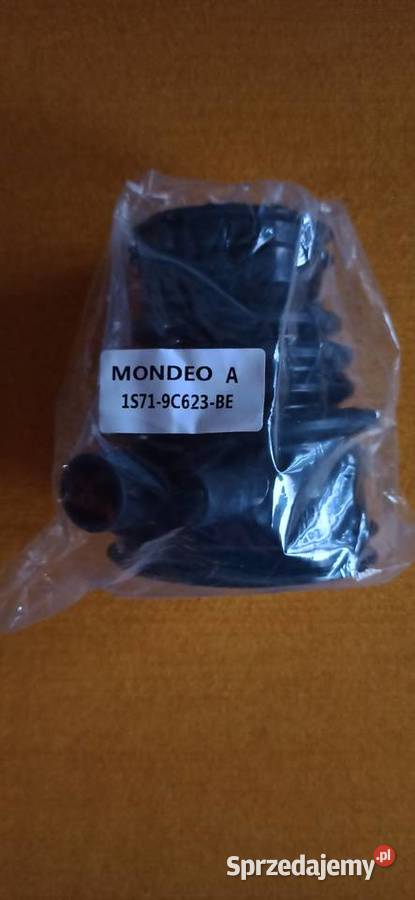 MONDEO A
1S71-9C623-BE
Sprzedajemy.pl